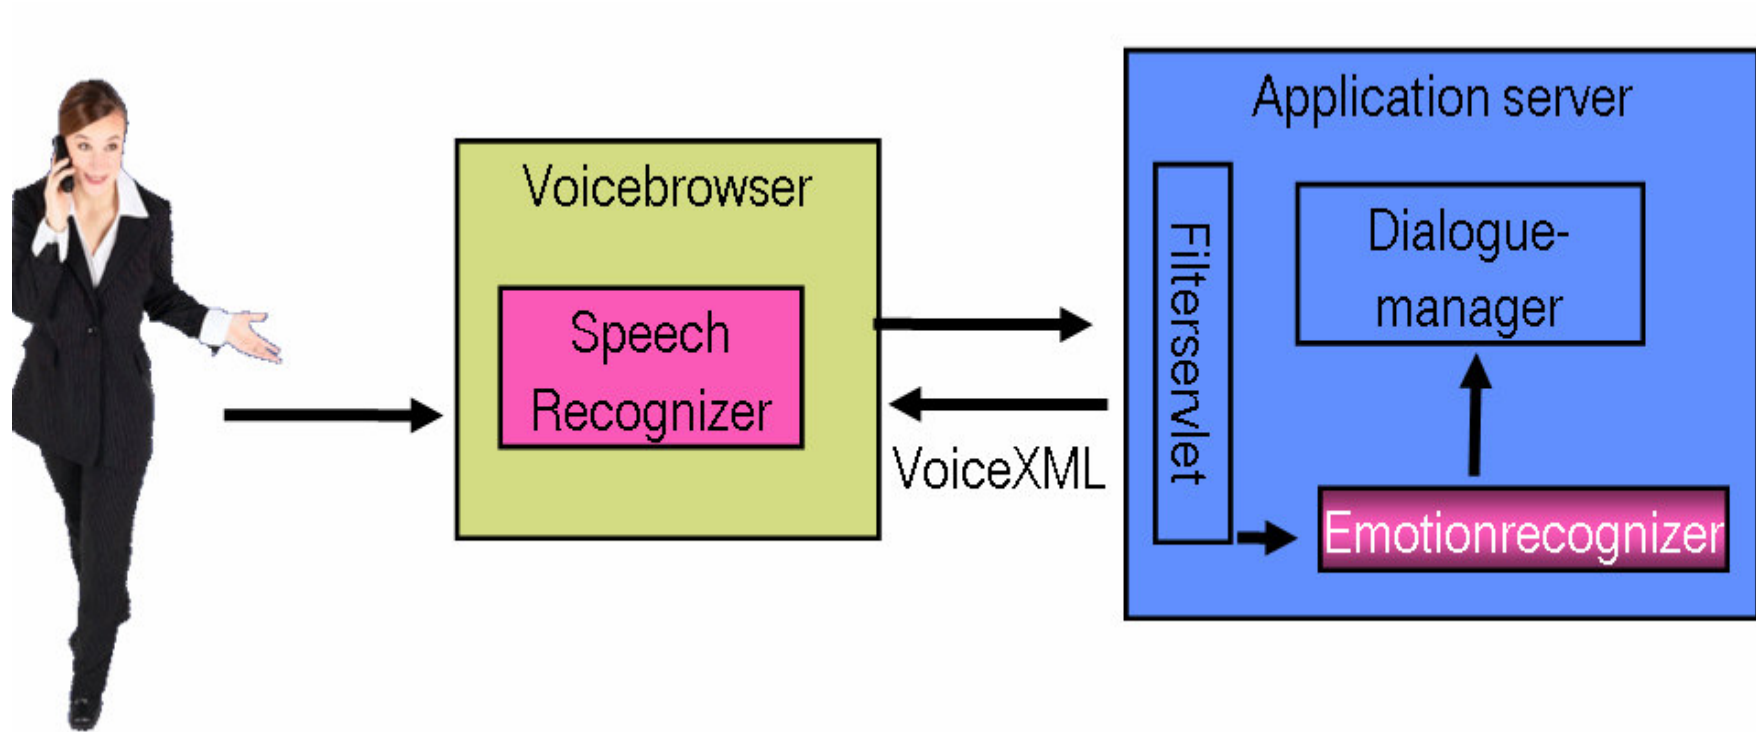 Voicebrowser
Speech
Recognizer
VoiceXML
Application server
Filterservlet
Dialogue-
manager
Emotionrecognizer